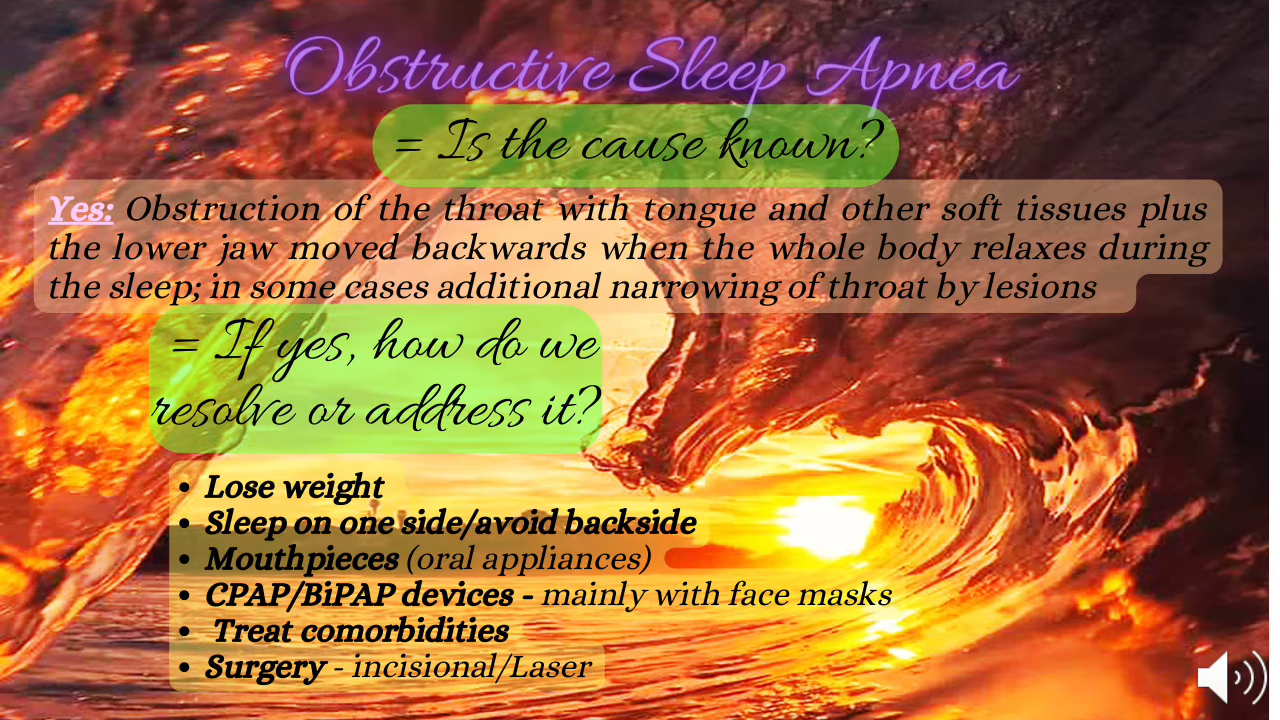 Obstructive Sleep Apnea
= Is the cause known?
Yes: Obstruction of the throat with tongue and other soft tissues plus
the lower jaw moved backwards when the whole body relaxes during
the sleep; in some cases additional narrowing of throat by lesions
= If yes, how do we
resolve or address it?
• Lose weight
• Sleep on one side/avoid backside
• Mouthpieces (oral appliances)
• CPAP/BiPAP devices - mainly with face masks
• Treat comorbidities
• Surgery - incisional/Laser